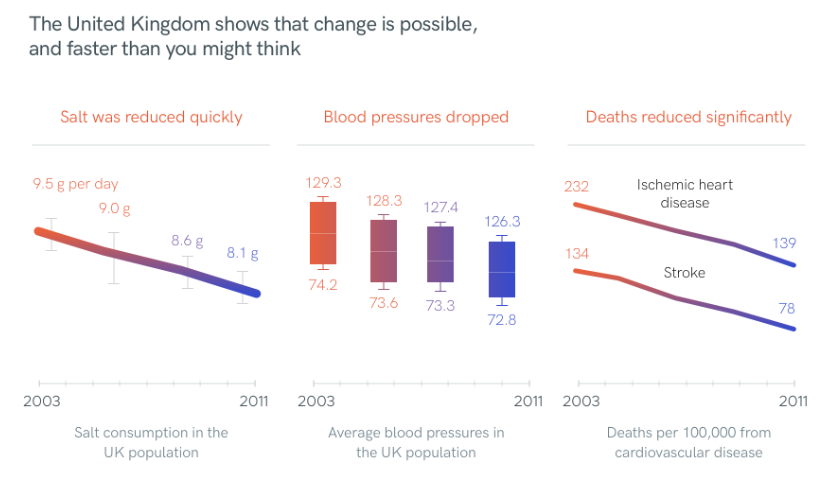 The United Kingdom shows that change is possible,
and faster than you might think
Salt was reduced quickly
9.5 g per day
9.0 g
8.6 g
8.1 g
2003
2011
Salt consumption in the
UK population
Blood pressures dropped
129.3
128.3
127.4
126.3
74.2
73.6
73.3
72.8
2003
2011
Average blood pressures in
the UK population
Deaths reduced significantly
232
Ischemic heart
disease
139
134
Stroke
78
2003
2011
Deaths per 100,000 from
cardiovascular disease